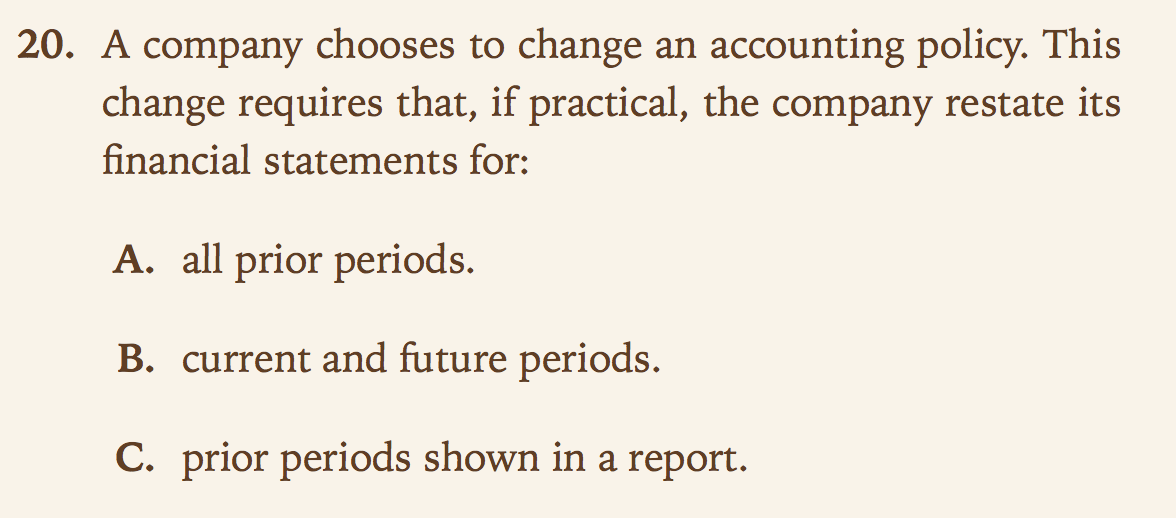 20. A company chooses to change an accounting policy. This
change requires that, if practical, the company restate its
financial statements for:
A. all prior periods.
B. current and future periods.
C. prior periods shown in a report.